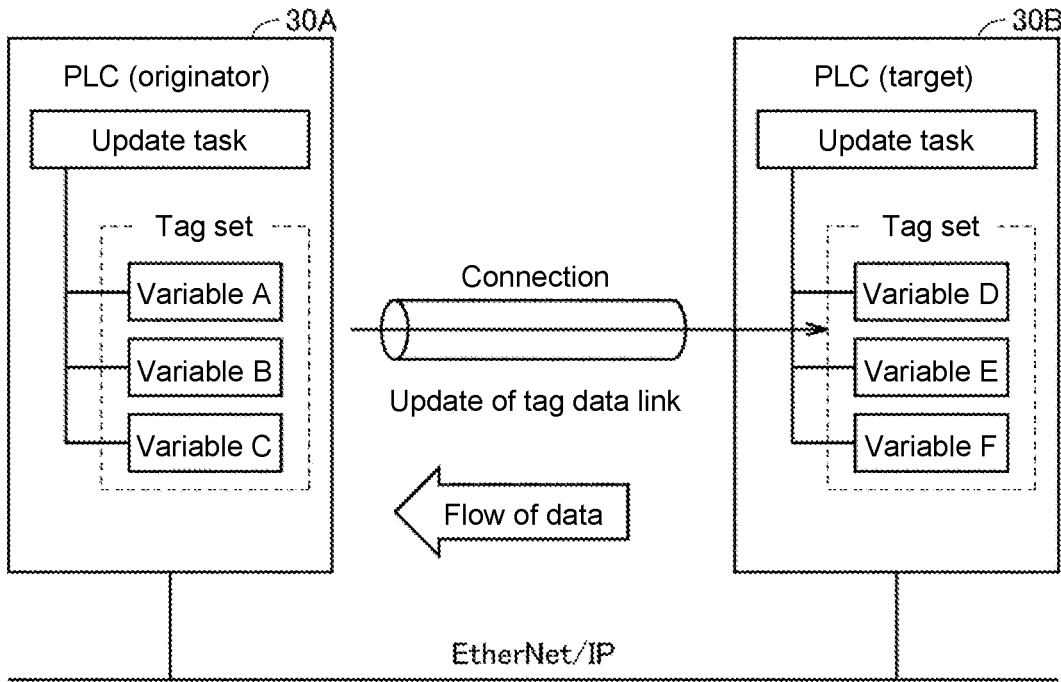 30A
PLC (originator)
Update task
Tag set
Variable A
Variable B
Variable C
Connection
Update of tag data link
Flow of data
30B
PLC (target)
Update task
Tag set
Variable D
Variable E
Variable F
EtherNet/IP